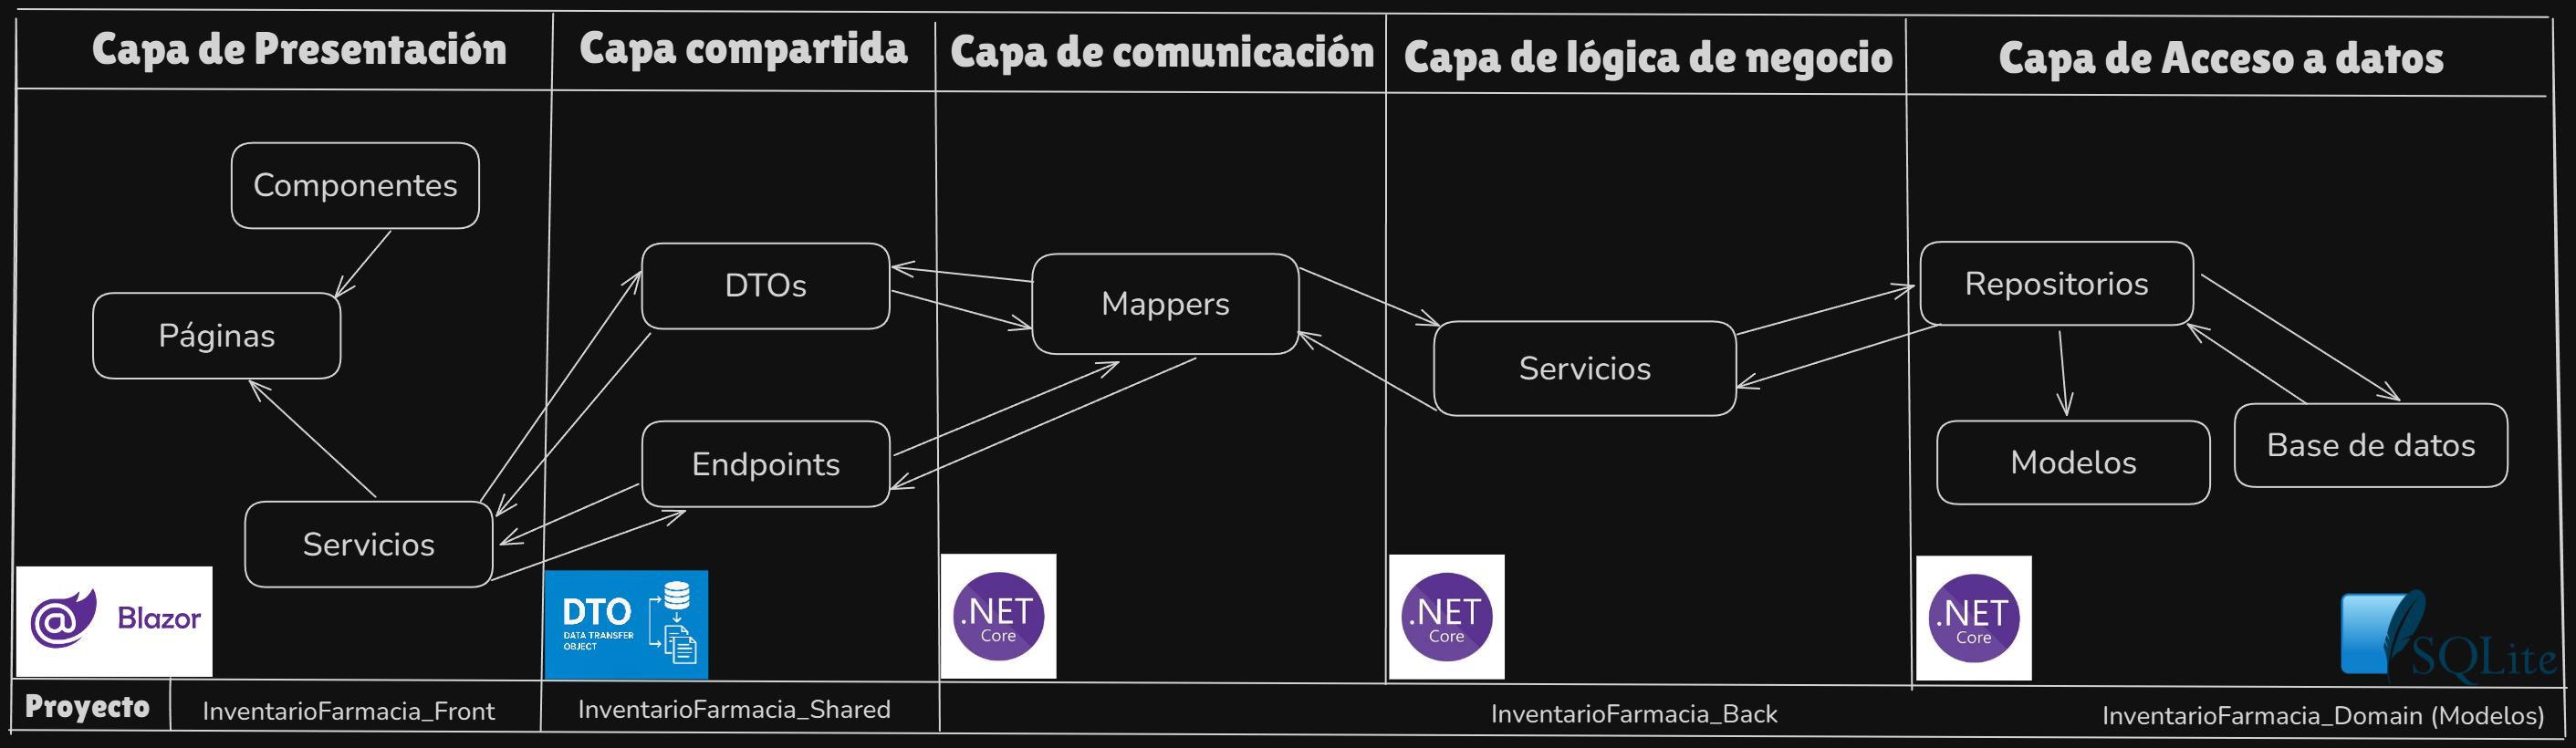 Capa de Presentación
Capa compartida
Capa de comunicación
Capa de lógica de negocio
Capa de Acceso a datos
Componentes
Páginas
Servicios
DTOs
Endpoints
Mappers
Servicios
Repositorios
Modelos
Base de datos
@ Blazor
DTO
DATA TRANSFER
OBJECT
.NET
Core
.NET
Core
.NET
Core
SQLite
Proyecto
InventarioFarmacia_Front
InventarioFarmacia_Shared
InventarioFarmacia_Back
InventarioFarmacia_Domain (Modelos)